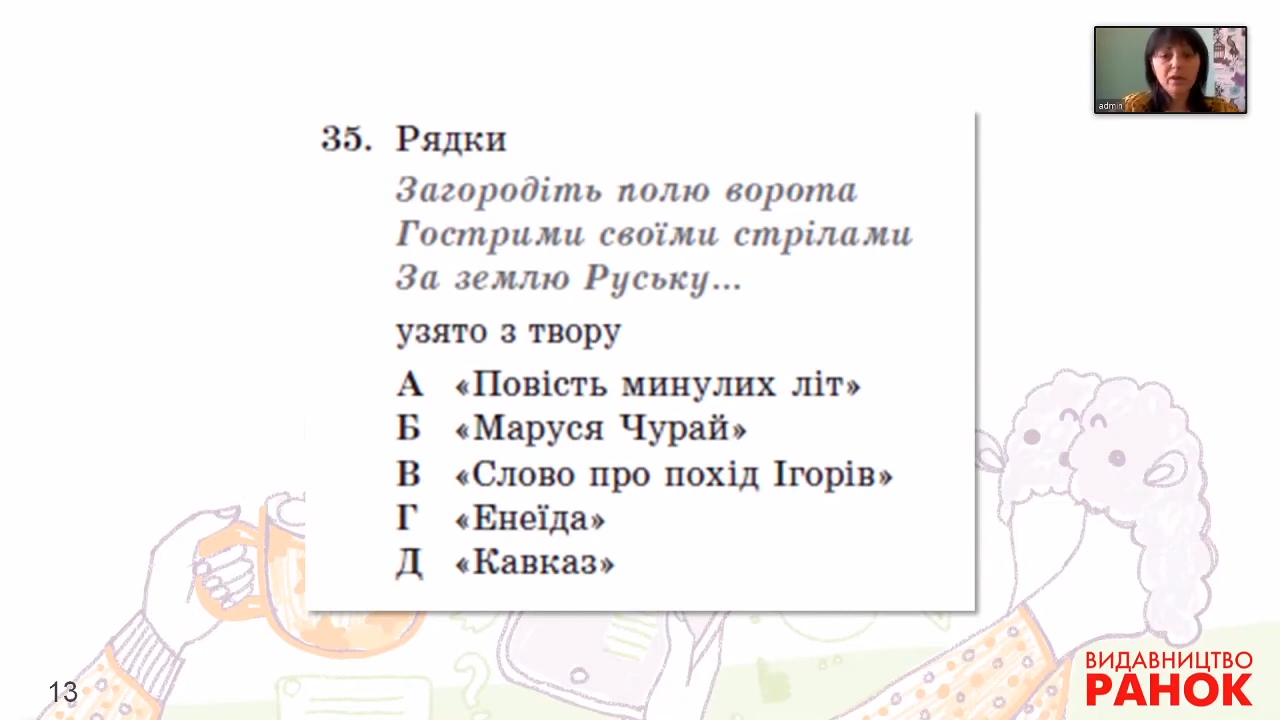 admin
35. Рядки
Загородіть полю ворота
Гострими своїми стрілами
За землю Руську...
узято з твору
А «Повість минулих літ»
Б «Маруся Чурай»
В «Слово про похід Ігорів»
Г «Енеїда»
Д «Кавказ»
13
ВИДАВНИЦТВО
РАНОК